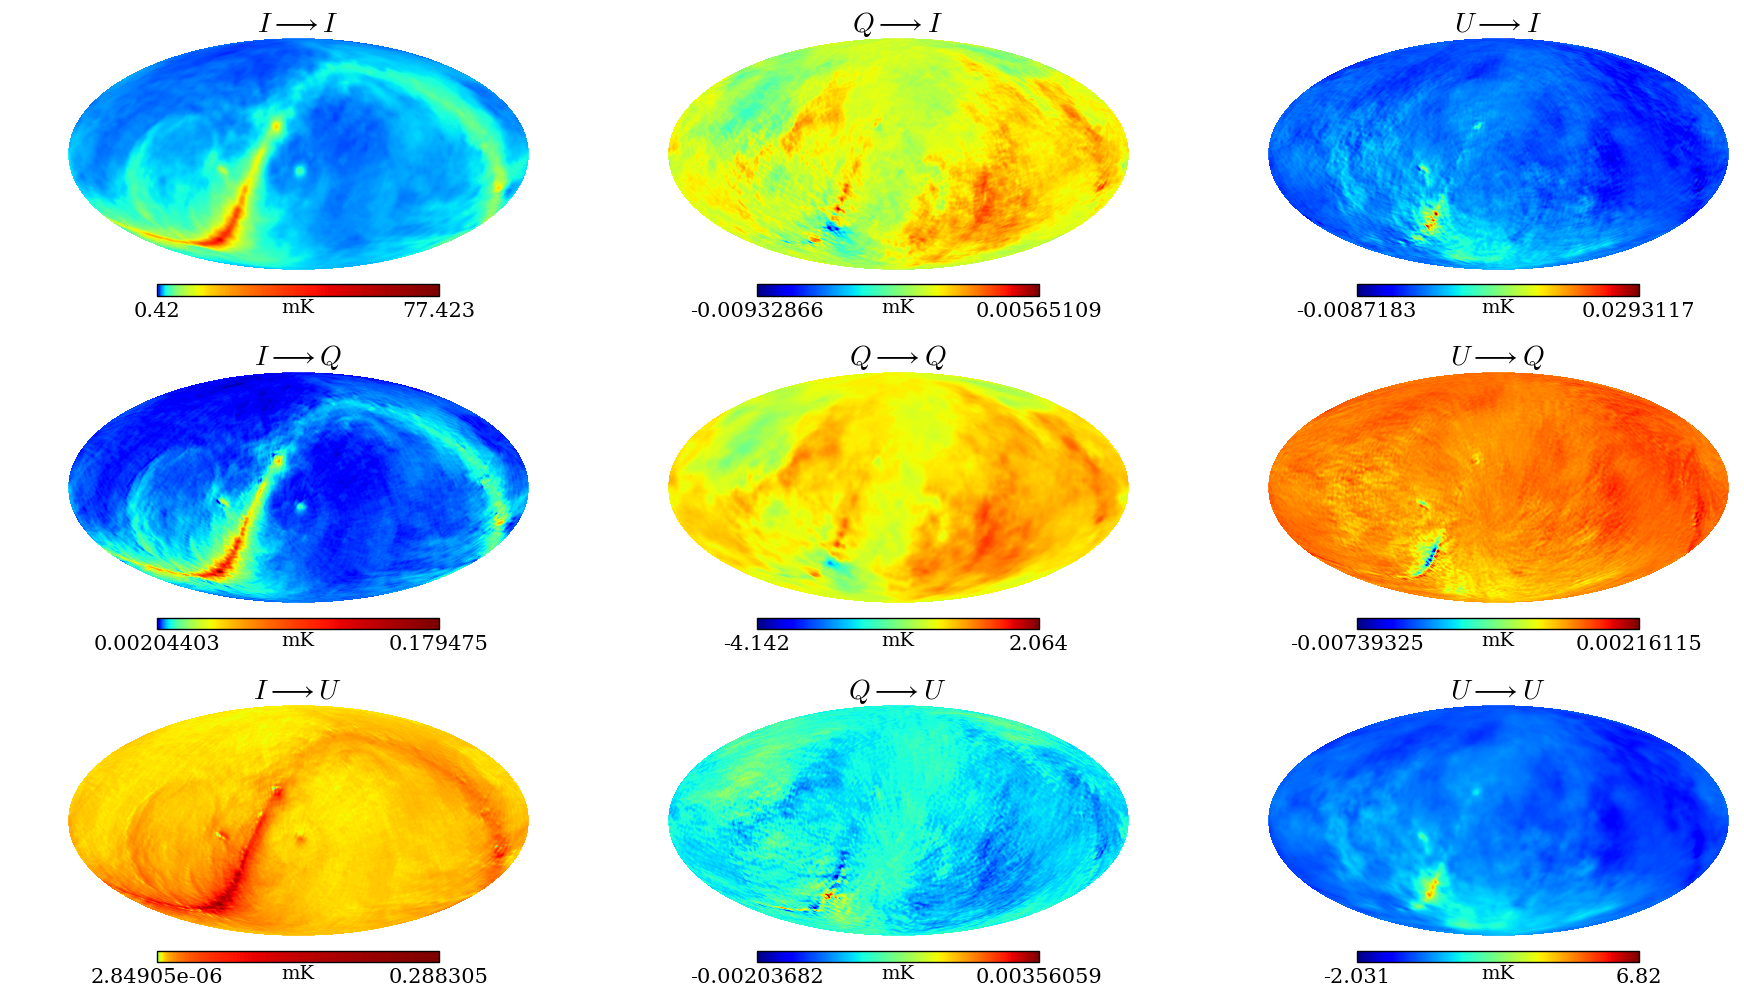 I ⟶ I
Q ⟶ I
U ⟶ I
0.42 mK 77.423
-0.00932866 mK 0.00565109
-0.0087183 mK 0.0293117
I ⟶ Q
Q ⟶ Q
U ⟶ Q
0.00204403 mK 0.179475
-4.142 mK 2.064
-0.00739325 mK 0.00216115
I ⟶ U
Q ⟶ U
U ⟶ U
2.84905e-06 mK 0.288305
-0.00203682 mK 0.00356059
-2.031 mK 6.82